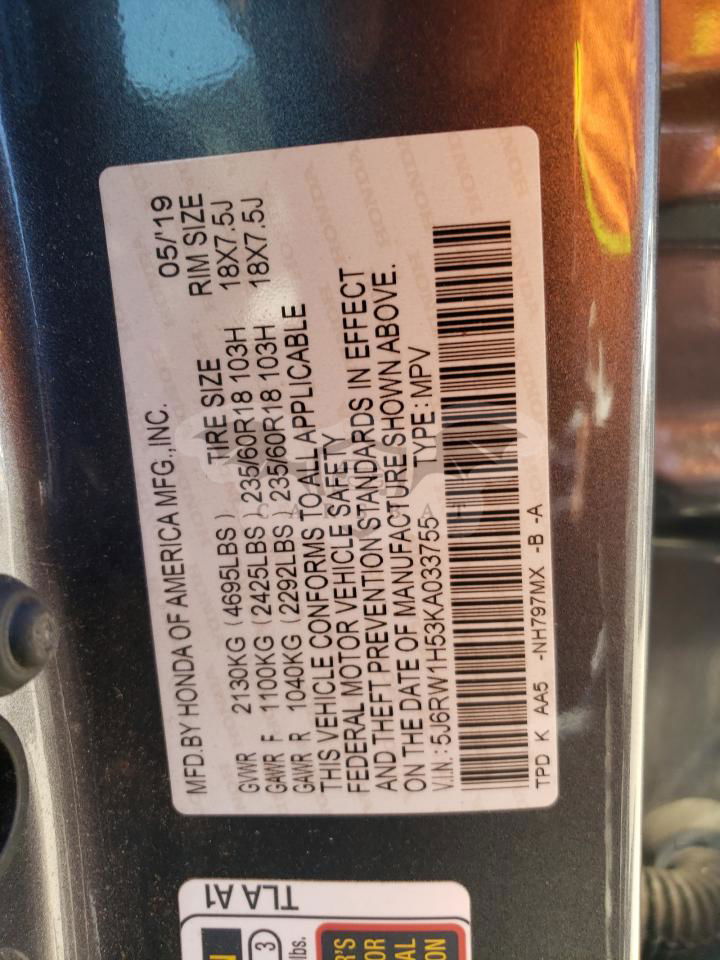 MFD. BY HONDA OF AMERICA MFG., INC. 05/'19
TIRE SIZE RIM SIZE
GVWR 2130KG (4695LBS)
GAWR F 1100KG (2425LBS) 235/60R18 103H 18X7.5J
GAWR R 1040KG (2292LBS) 235/60R18 103H 18X7.5J
THIS VEHICLE CONFORMS TO ALL APPLICABLE
FEDERAL MOTOR VEHICLE SAFETY
AND THEFT PREVENTION STANDARDS IN EFFECT
ON THE DATE OF MANUFACTURE SHOWN ABOVE.
V.I.N.: 5J6RW1H53KA033755 TYPE: MPV
TPD K AA5 -NH797MX -B -A
TLA A1
3
lbs.